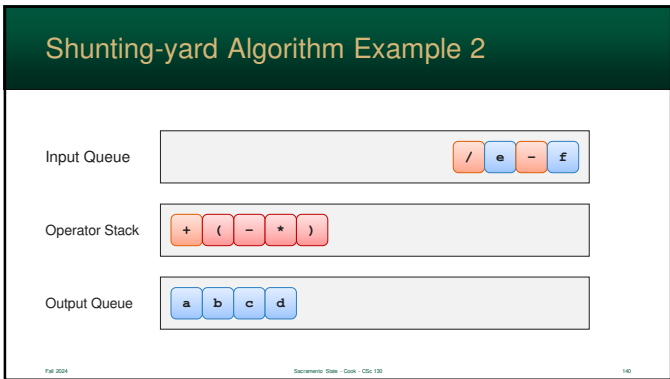 Shunting-yard Algorithm Example 2
Input Queue / e – f
Operator Stack + ( – * )
Output Queue a b c d
Fall 2024 Sacramento State - Cook - CSc 130 140